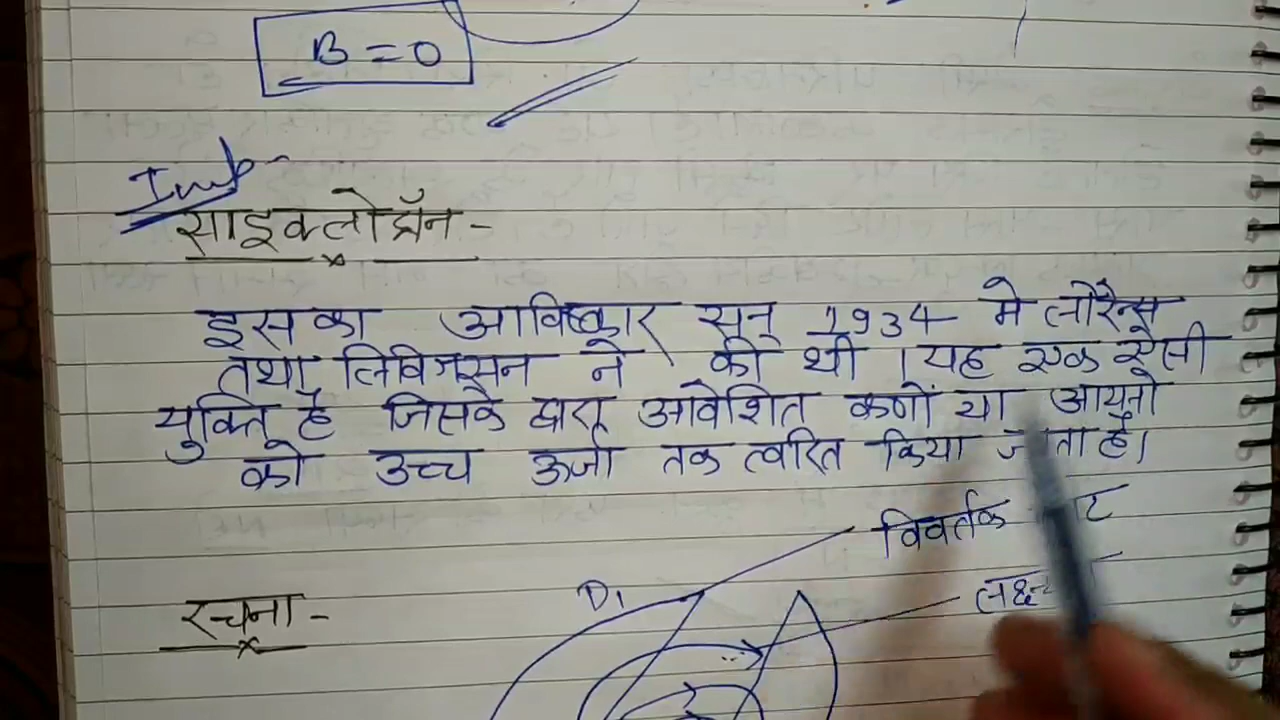 B = 0
Imp
साइक्लोट्रॉन -
इसका आविष्कार सन् 1934 मे लोरैन्स
तथा लिविंग्सन ने की थी । यह एक ऐसी
युक्ति है जिसके द्वारा आवेशित कणों या आयनो
को उच्च ऊर्जा तक त्वरित किया जाता है।
विवर्तक
रचना -
D₁